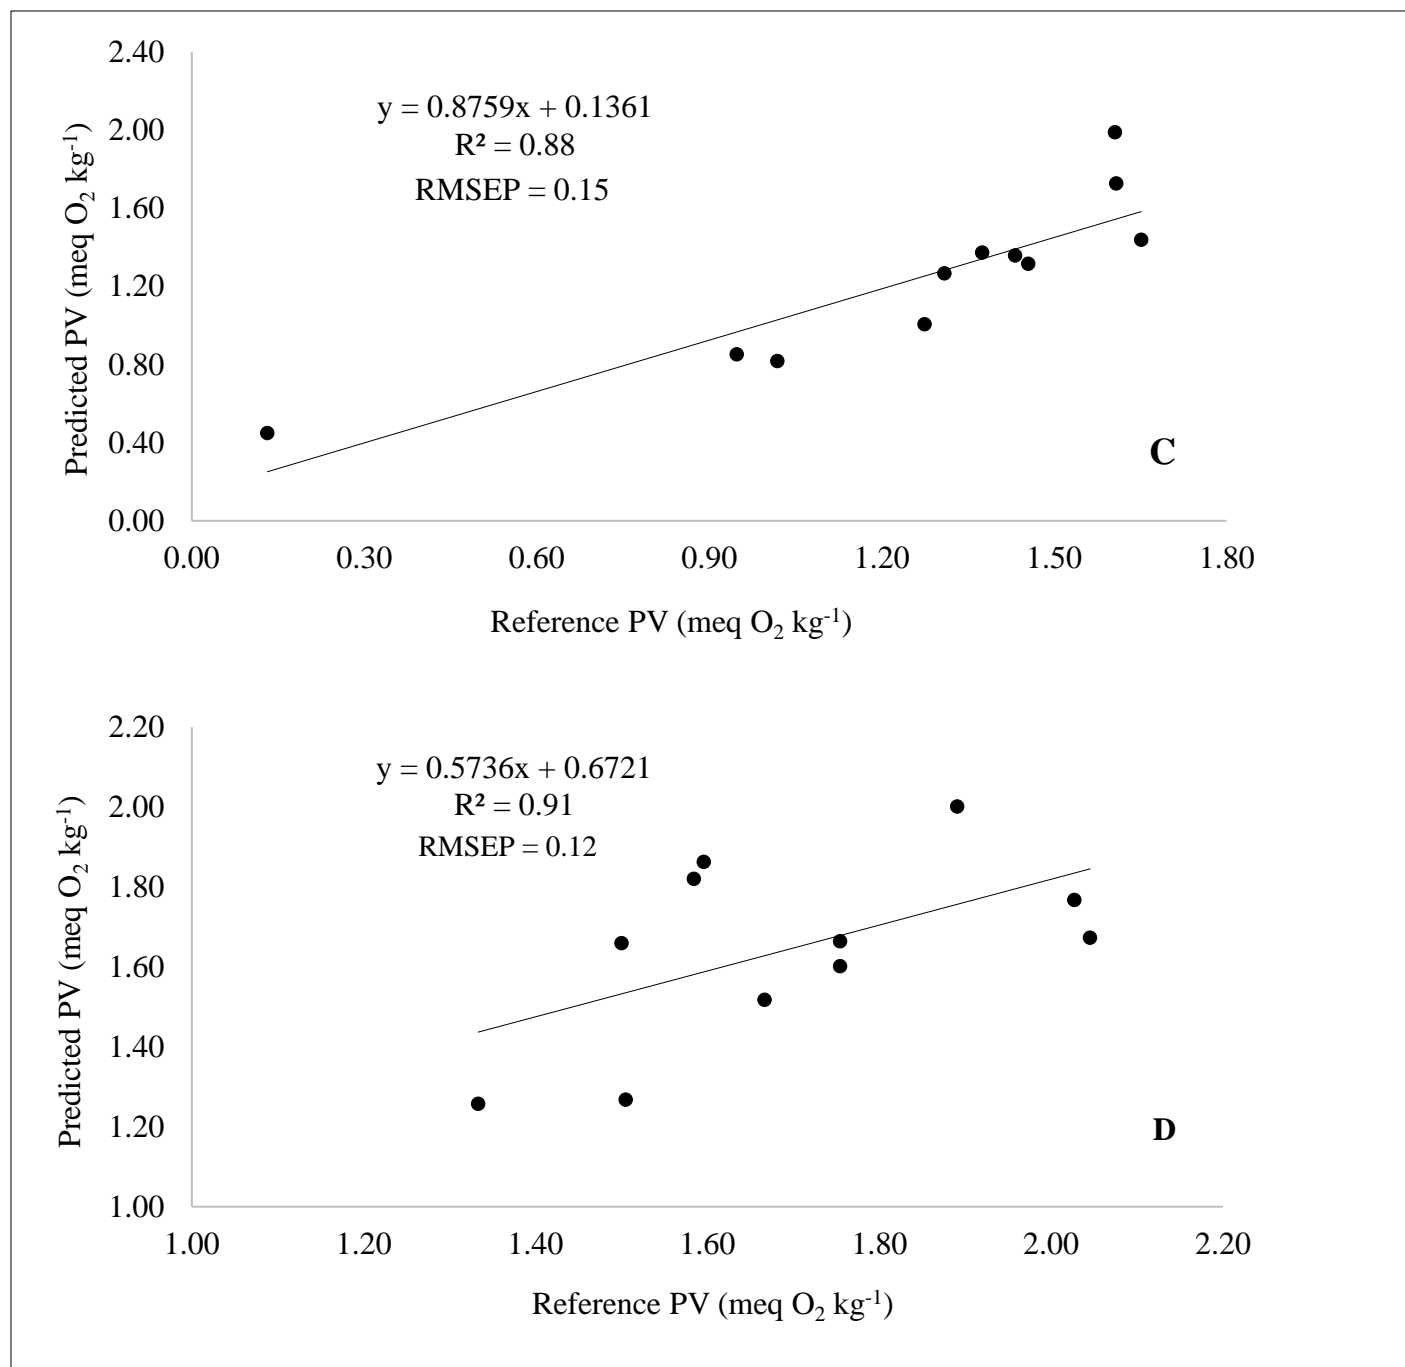 2.40
2.00
1.60
1.20
0.80
0.40
0.00
Predicted PV (meq O₂ kg⁻¹)
y = 0.8759x + 0.1361
R² = 0.88
RMSEP = 0.15
C
0.00 0.30 0.60 0.90 1.20 1.50 1.80
Reference PV (meq O₂ kg⁻¹)
2.20
2.00
1.80
1.60
1.40
1.20
1.00
Predicted PV (meq O₂ kg⁻¹)
y = 0.5736x + 0.6721
R² = 0.91
RMSEP = 0.12
D
1.00 1.20 1.40 1.60 1.80 2.00 2.20
Reference PV (meq O₂ kg⁻¹)